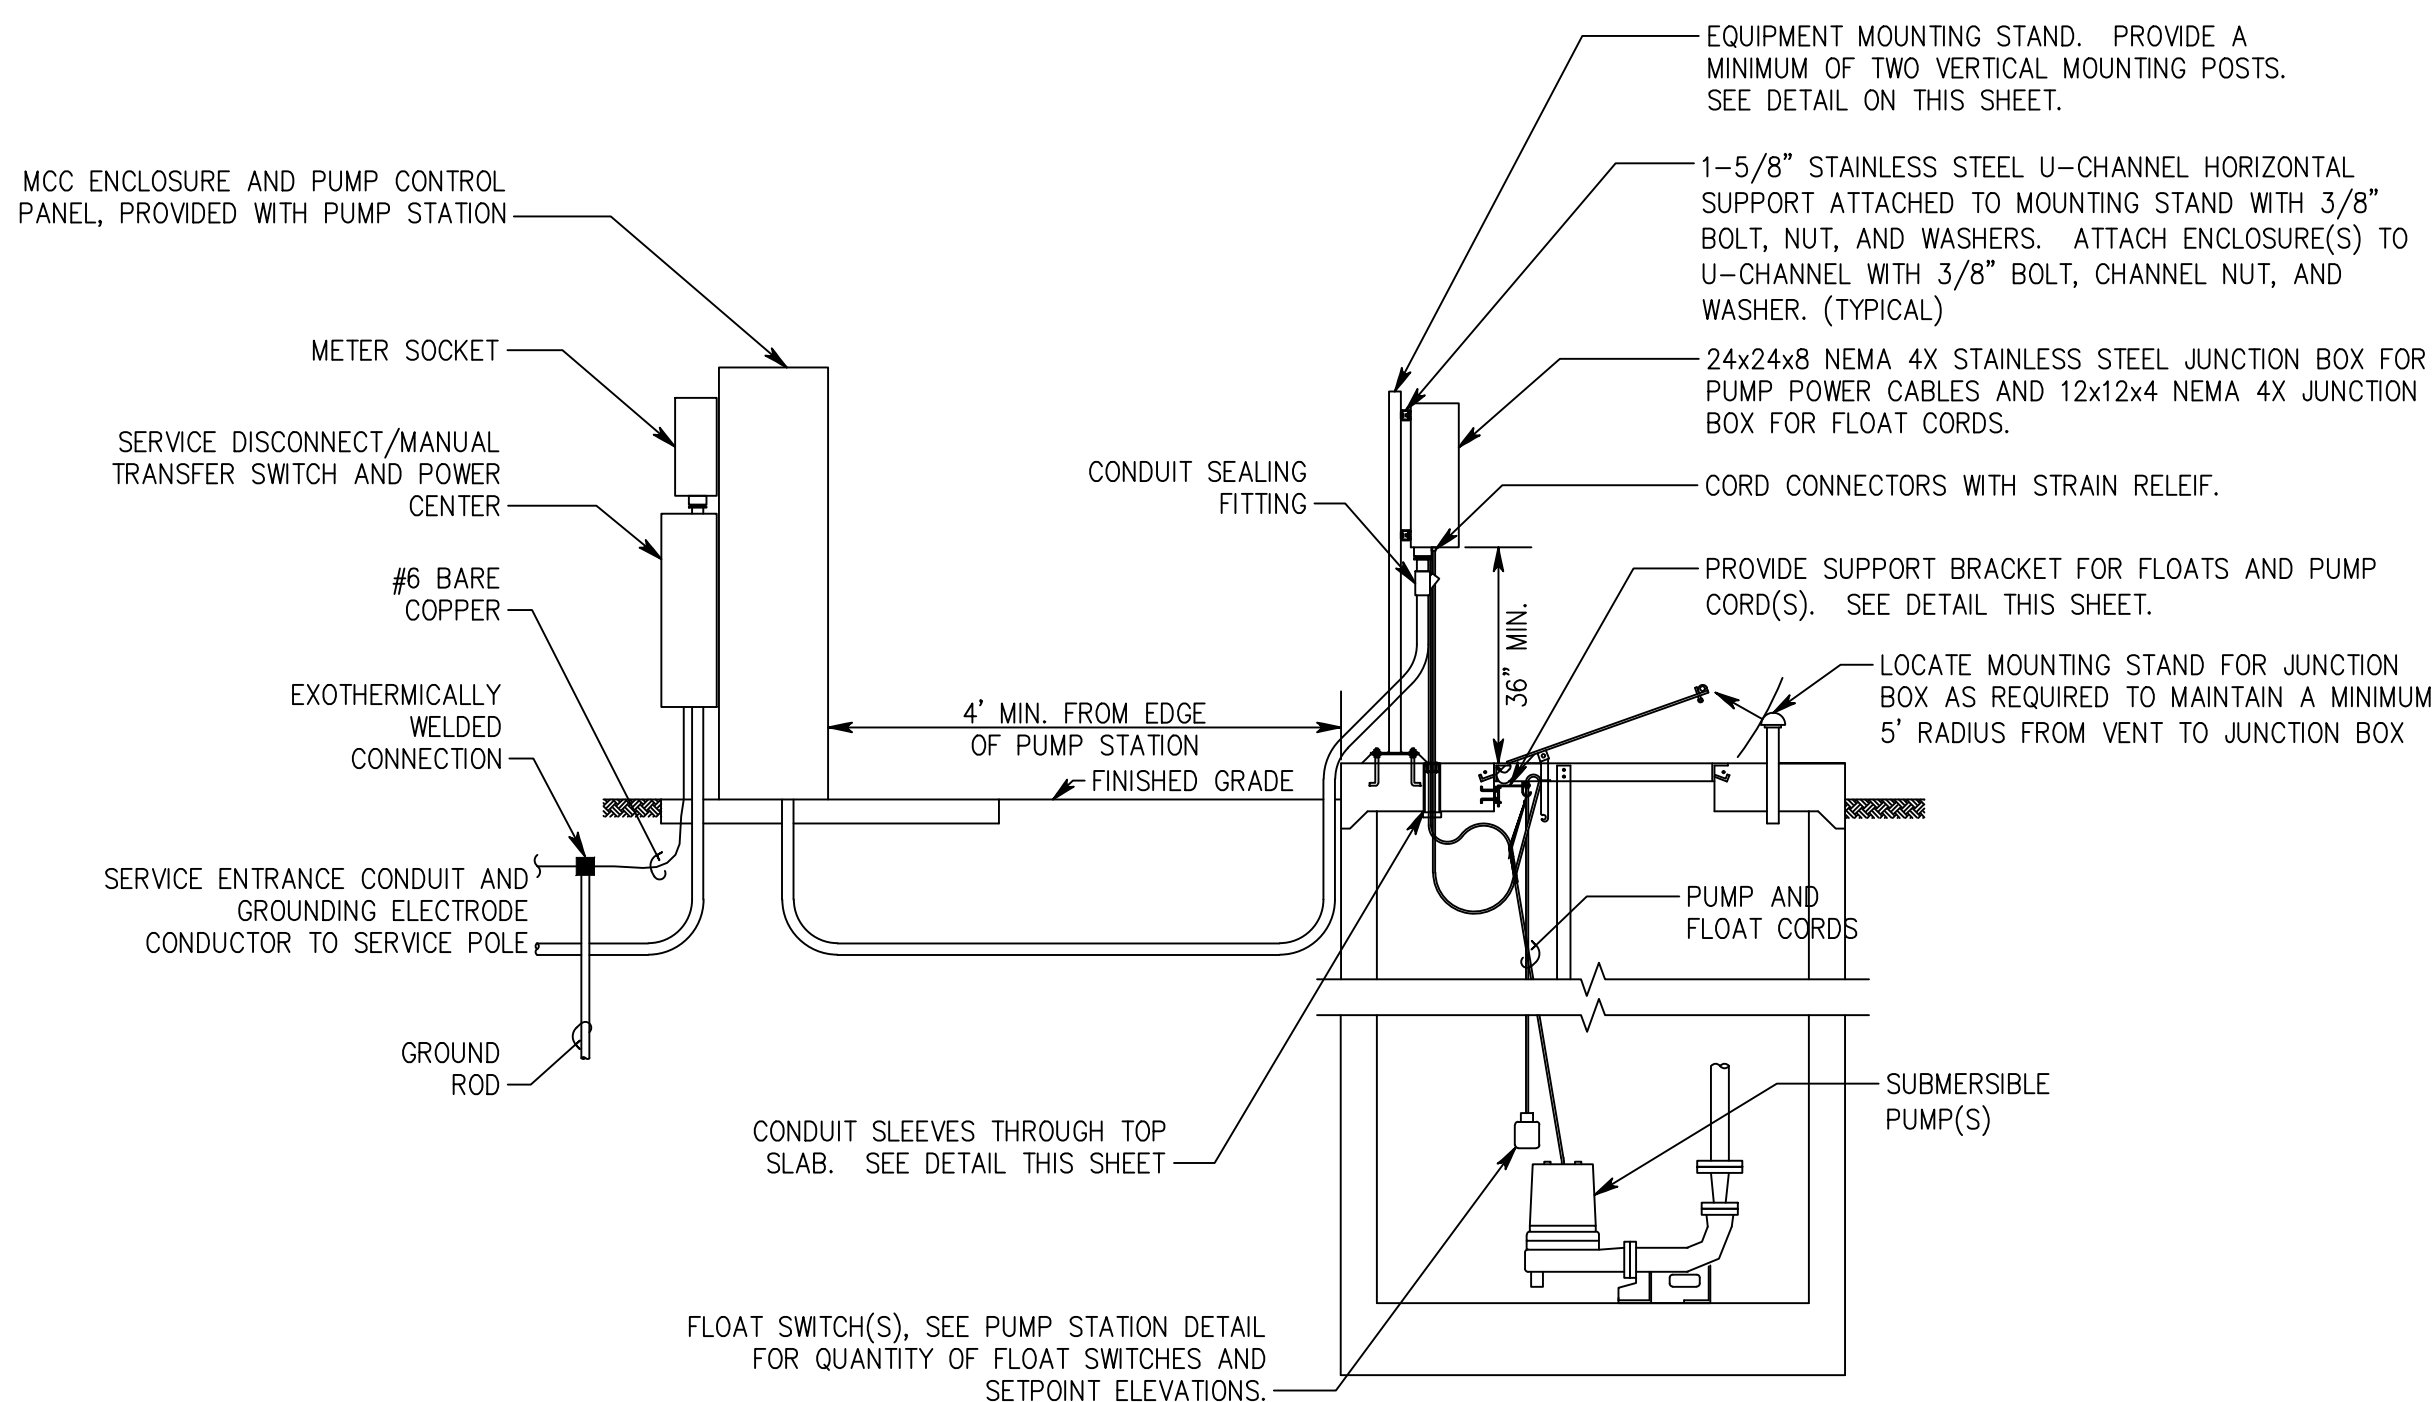 EQUIPMENT MOUNTING STAND.  PROVIDE A
MINIMUM OF TWO VERTICAL MOUNTING POSTS.
SEE DETAIL ON THIS SHEET.
1-5/8" STAINLESS STEEL U-CHANNEL HORIZONTAL
SUPPORT ATTACHED TO MOUNTING STAND WITH 3/8"
BOLT, NUT, AND WASHERS.  ATTACH ENCLOSURE(S) TO
U-CHANNEL WITH 3/8" BOLT, CHANNEL NUT, AND
WASHER. (TYPICAL)
MCC ENCLOSURE AND PUMP CONTROL
PANEL, PROVIDED WITH PUMP STATION
METER SOCKET
24x24x8 NEMA 4X STAINLESS STEEL JUNCTION BOX FOR
PUMP POWER CABLES AND 12x12x4 NEMA 4X JUNCTION
BOX FOR FLOAT CORDS.
SERVICE DISCONNECT/MANUAL
TRANSFER SWITCH AND POWER
CENTER
CONDUIT SEALING
FITTING
CORD CONNECTORS WITH STRAIN RELEIF.
#6 BARE
COPPER
36" MIN.
PROVIDE SUPPORT BRACKET FOR FLOATS AND PUMP
CORD(S).  SEE DETAIL THIS SHEET.
EXOTHERMICALLY
WELDED
CONNECTION
4' MIN. FROM EDGE
OF PUMP STATION
FINISHED GRADE
LOCATE MOUNTING STAND FOR JUNCTION
BOX AS REQUIRED TO MAINTAIN A MINIMUM
5' RADIUS FROM VENT TO JUNCTION BOX
SERVICE ENTRANCE CONDUIT AND
GROUNDING ELECTRODE
CONDUCTOR TO SERVICE POLE
PUMP AND
FLOAT CORDS
GROUND
ROD
CONDUIT SLEEVES THROUGH TOP
SLAB.  SEE DETAIL THIS SHEET
SUBMERSIBLE
PUMP(S)
FLOAT SWITCH(S), SEE PUMP STATION DETAIL
FOR QUANTITY OF FLOAT SWITCHES AND
SETPOINT ELEVATIONS.